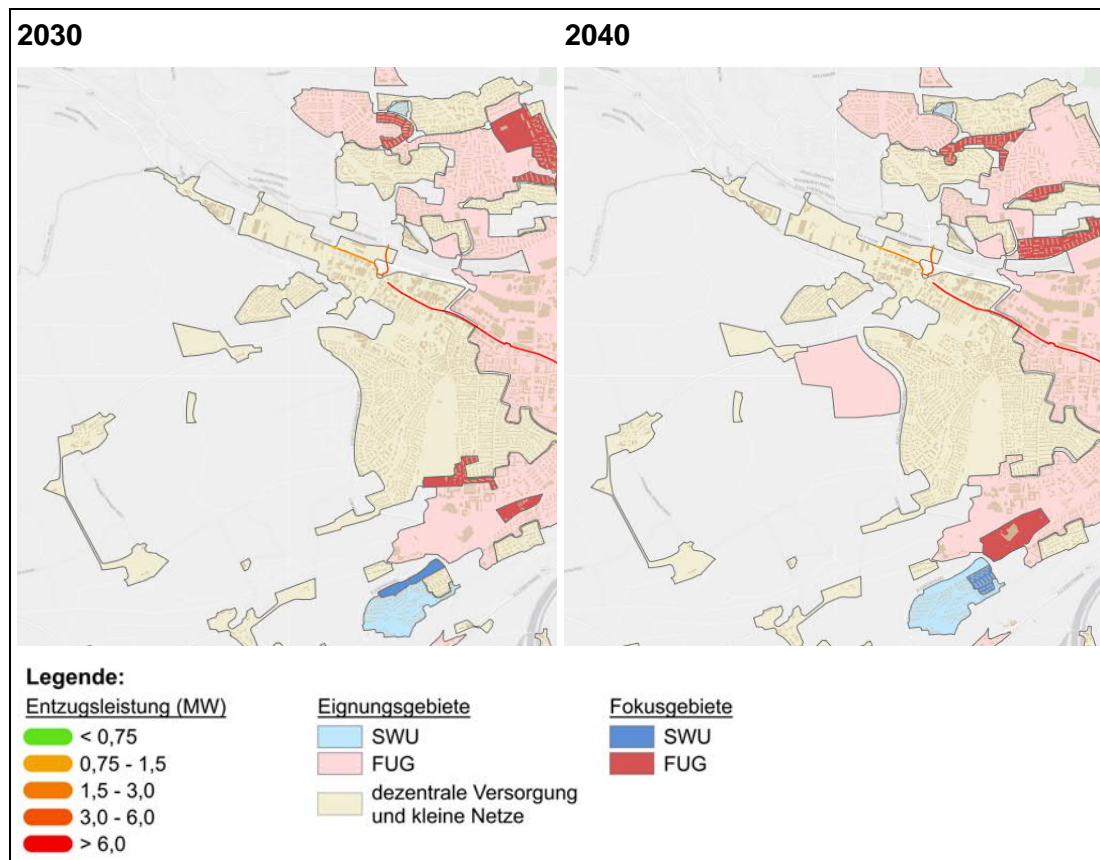 2030
2040
Legende:
Entzugsleistung (MW)
< 0,75
0,75 - 1,5
1,5 - 3,0
3,0 - 6,0
> 6,0
Eignungsgebiete
SWU
FUG
dezentrale Versorgung
und kleine Netze
Fokusgebiete
SWU
FUG